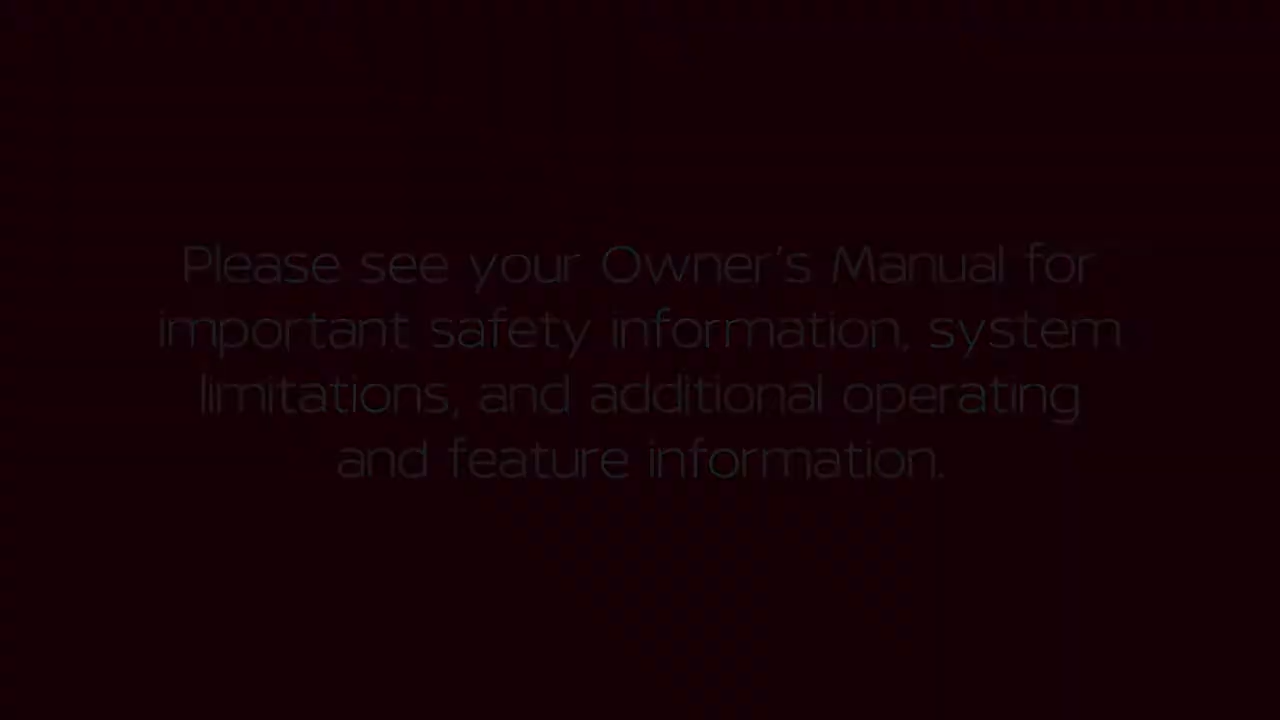 Please see your Owner's Manual for
important safety information, system
limitations, and additional operating
and feature information.